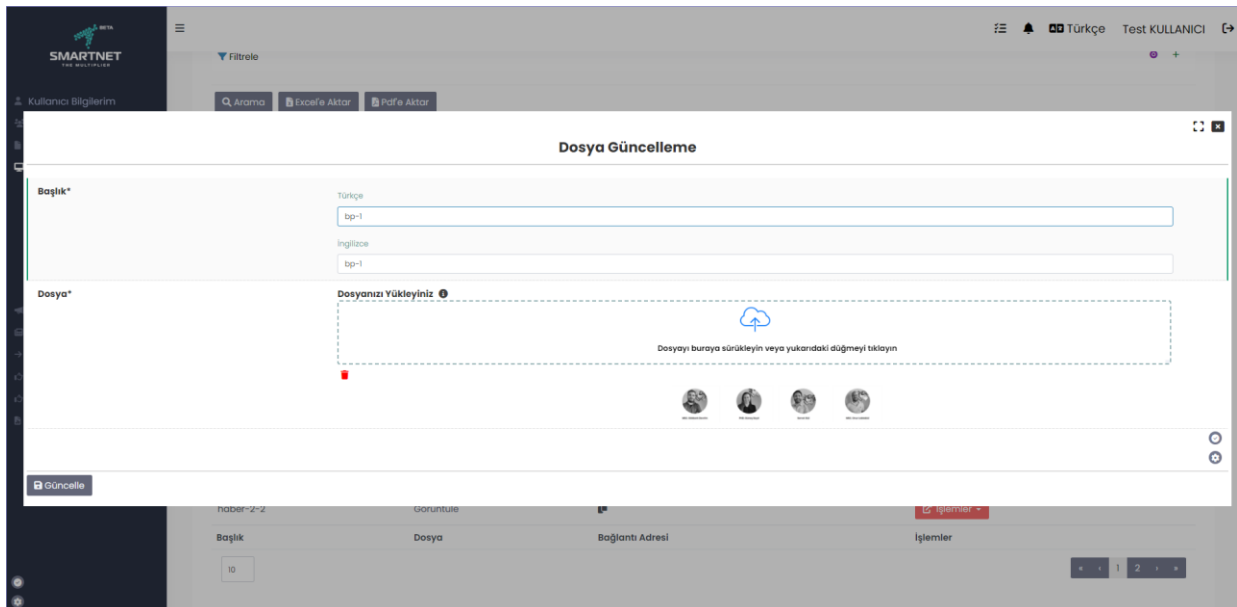 BETA
SMARTNET
THE MULTIPLIER
Türkçe
Test KULLANICI
Filtrele
Kullanıcı Bilgilerim
Arama
Excel'e Aktar
Pdf'e Aktar
Dosya Güncelleme
Başlık*
Türkçe
bp-1
İngilizce
bp-1
Dosya*
Dosyanızı Yükleyiniz
Dosyayı buraya sürükleyin veya yukarıdaki düğmeyi tıklayın
Güncelle
haber-2-2
Görüntüle
İşlemler
Başlık
Dosya
Bağlantı Adresi
İşlemler
10
« ‹ 1 2 › »